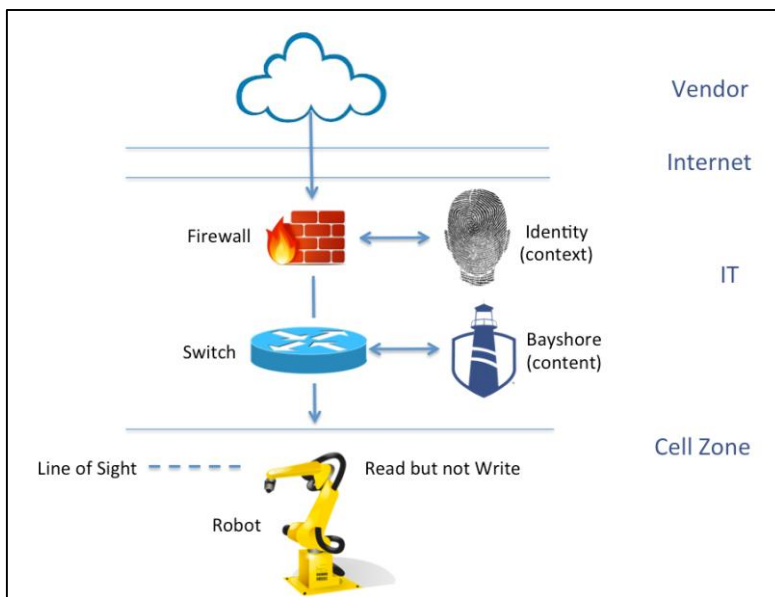 Vendor
Internet
Firewall
Identity
(context)
IT
Switch
Bayshore
(content)
Cell Zone
Line of Sight
Read but not Write
Robot